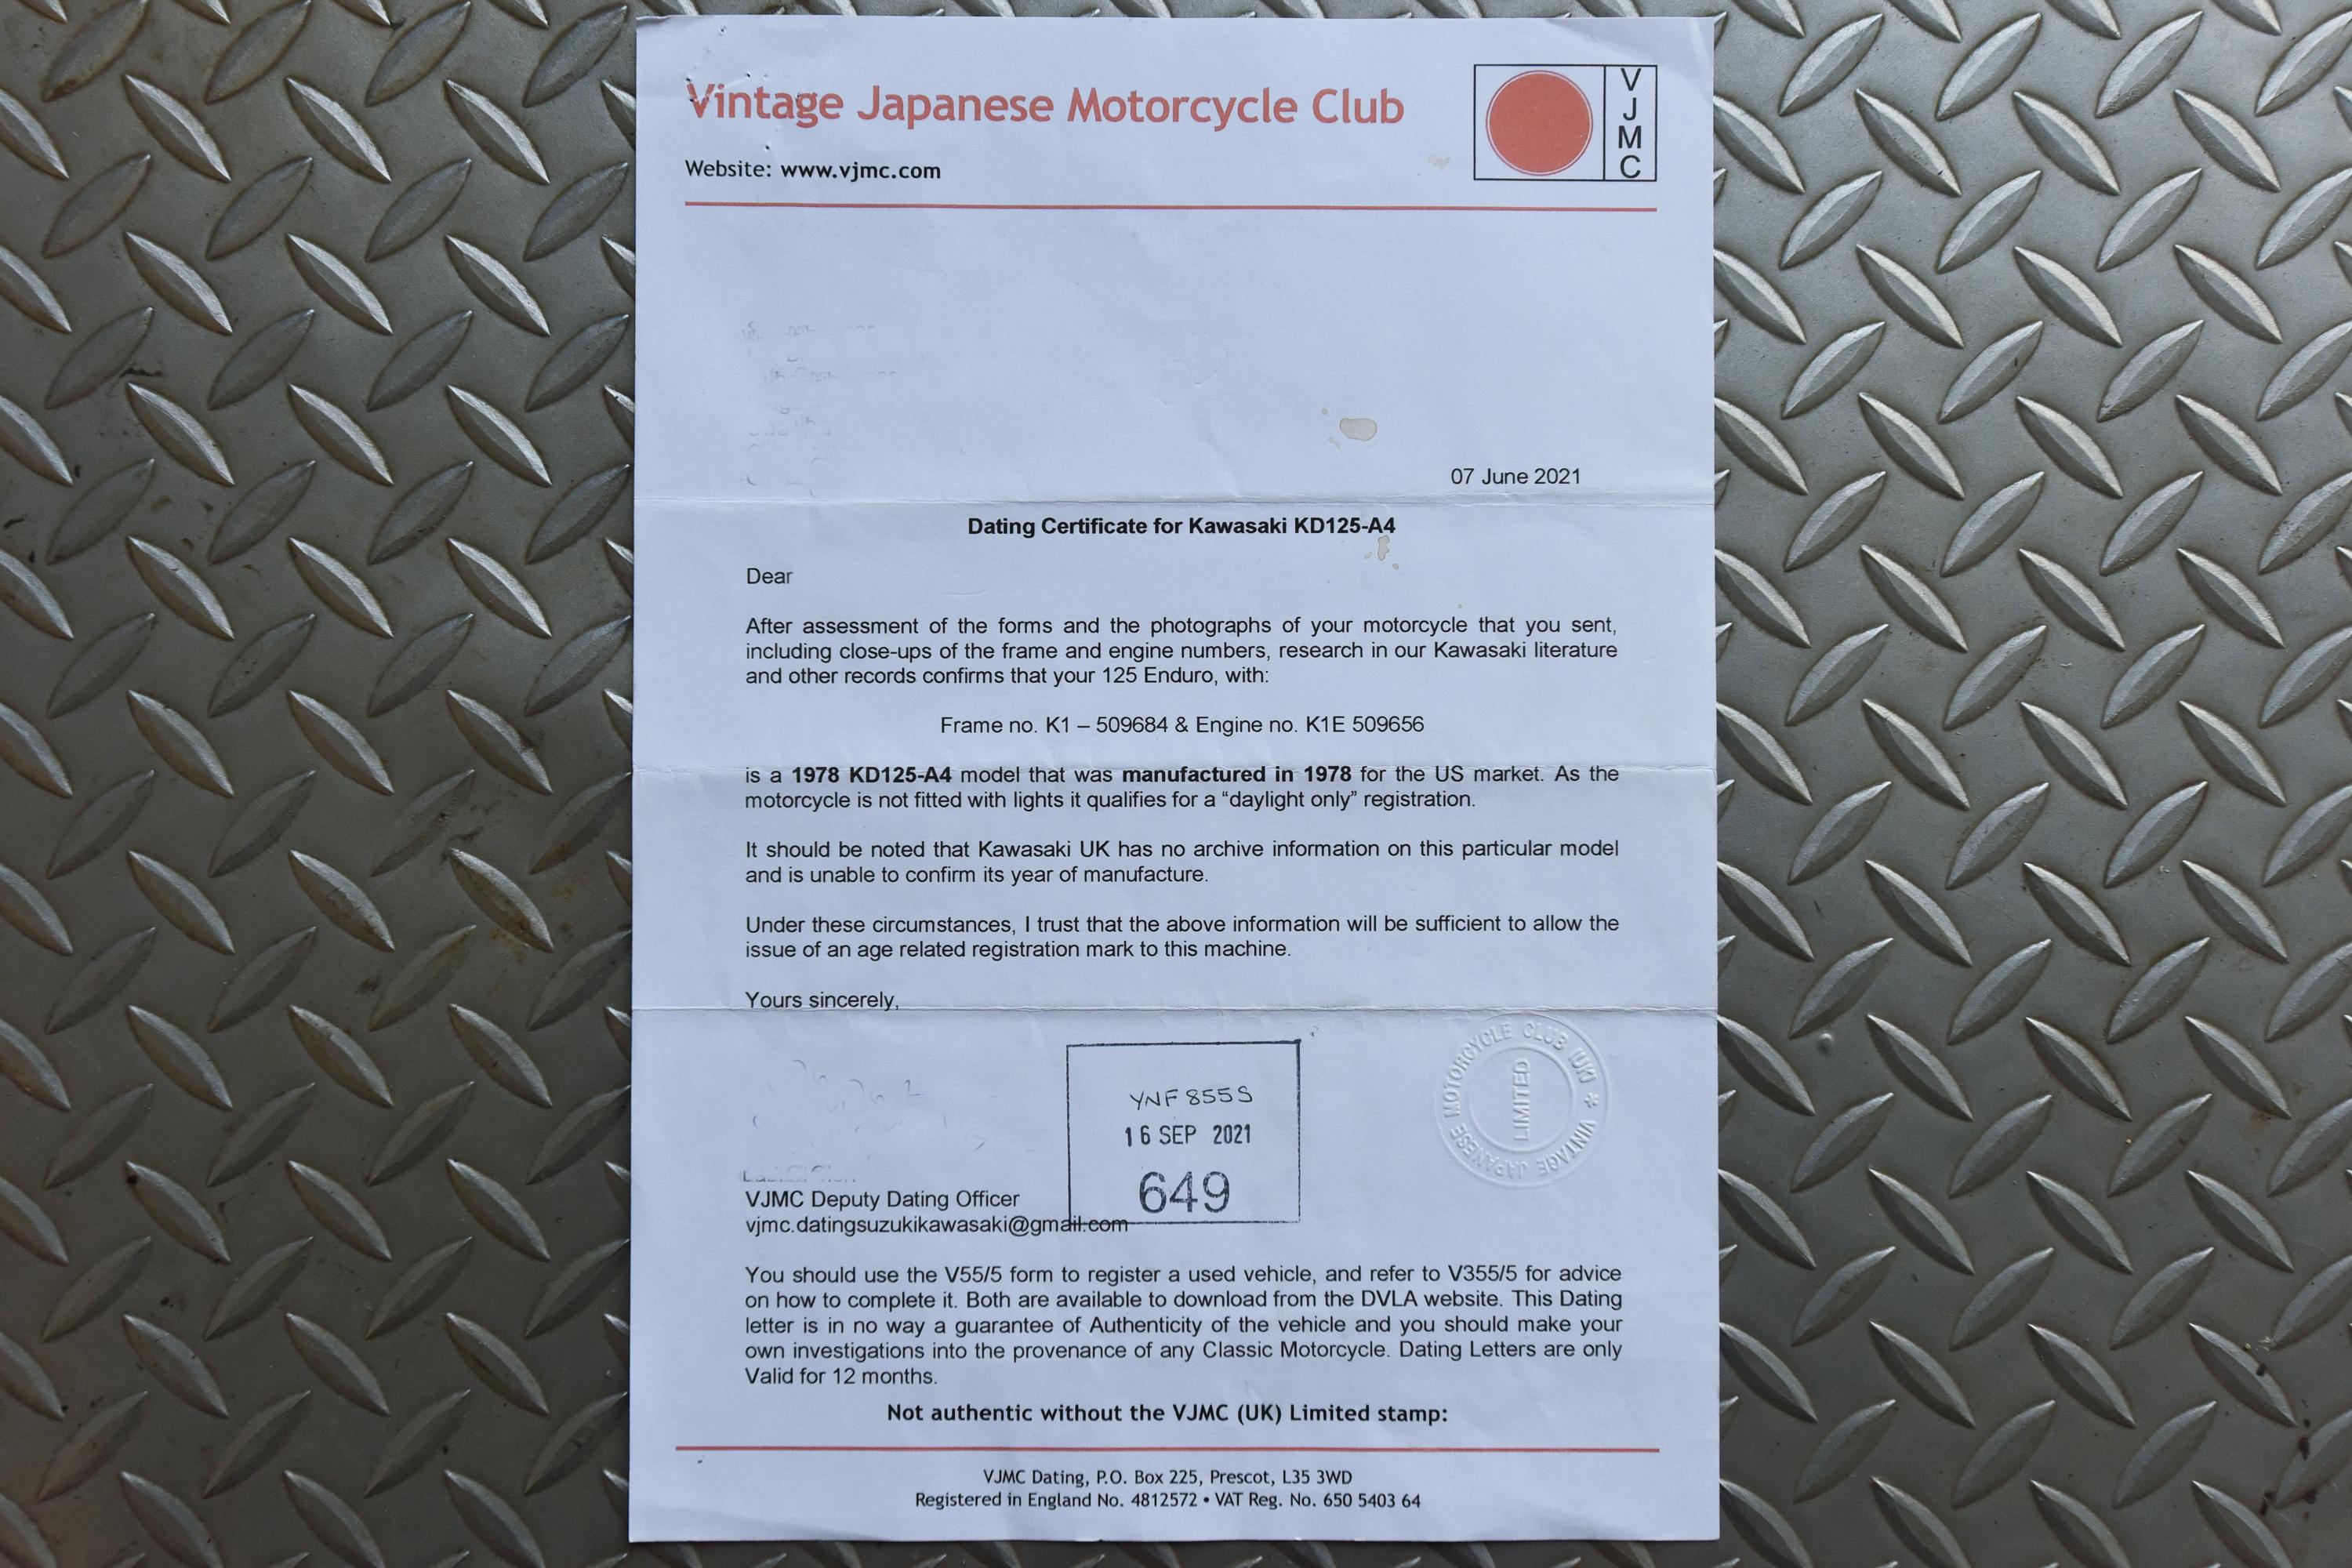 Vintage Japanese Motorcycle Club
V
J
M
C
Website: www.vjmc.com
07 June 2021
Dating Certificate for Kawasaki KD125-A4
Dear
After assessment of the forms and the photographs of your motorcycle that you sent,
including close-ups of the frame and engine numbers, research in our Kawasaki literature
and other records confirms that your 125 Enduro, with:
Frame no. K1 – 509684 & Engine no. K1E 509656
is a 1978 KD125-A4 model that was manufactured in 1978 for the US market. As the
motorcycle is not fitted with lights it qualifies for a “daylight only” registration.
It should be noted that Kawasaki UK has no archive information on this particular model
and is unable to confirm its year of manufacture.
Under these circumstances, I trust that the above information will be sufficient to allow the
issue of an age related registration mark to this machine.
Yours sincerely,
YNF 855S
16 SEP 2021
649
VINTAGE JAPANESE MOTORCYCLE CLUB (UK) *
LIMITED
VJMC Deputy Dating Officer
vjmc.datingsuzukikawasaki@gmail.com
You should use the V55/5 form to register a used vehicle, and refer to V355/5 for advice
on how to complete it. Both are available to download from the DVLA website. This Dating
letter is in no way a guarantee of Authenticity of the vehicle and you should make your
own investigations into the provenance of any Classic Motorcycle. Dating Letters are only
Valid for 12 months.
Not authentic without the VJMC (UK) Limited stamp:
VJMC Dating, P.O. Box 225, Prescot, L35 3WD
Registered in England No. 4812572 • VAT Reg. No. 650 5403 64